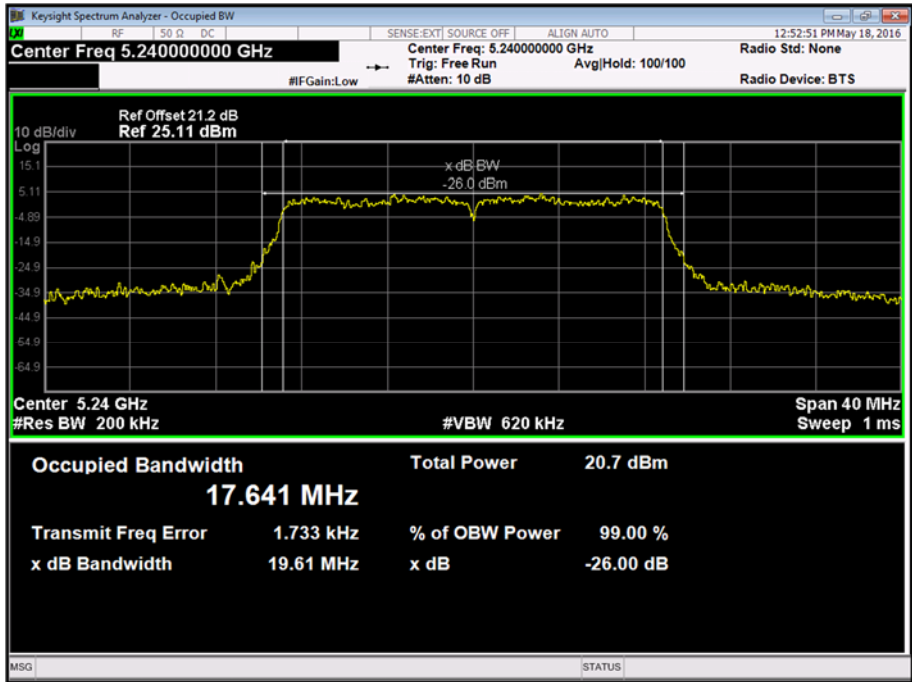 Keysight Spectrum Analyzer - Occupied BW
LXI RF 50 Ω DC SENSE:EXT SOURCE OFF ALIGN AUTO 12:52:51 PM May 18, 2016
Center Freq 5.240000000 GHz Center Freq: 5.240000000 GHz Radio Std: None
Trig: Free Run Avg|Hold: 100/100
#IFGain:Low #Atten: 10 dB Radio Device: BTS
Ref Offset 21.2 dB
10 dB/div Ref 25.11 dBm
Log
15.1
x dB BW
5.11
-26.0 dBm
-4.89
-14.9
-24.9
-34.9
-44.9
-54.9
-64.9
Center 5.24 GHz Span 40 MHz
#Res BW 200 kHz #VBW 620 kHz Sweep 1 ms
Occupied Bandwidth Total Power 20.7 dBm
17.641 MHz
Transmit Freq Error 1.733 kHz % of OBW Power 99.00 %
x dB Bandwidth 19.61 MHz x dB -26.00 dB
MSG STATUS